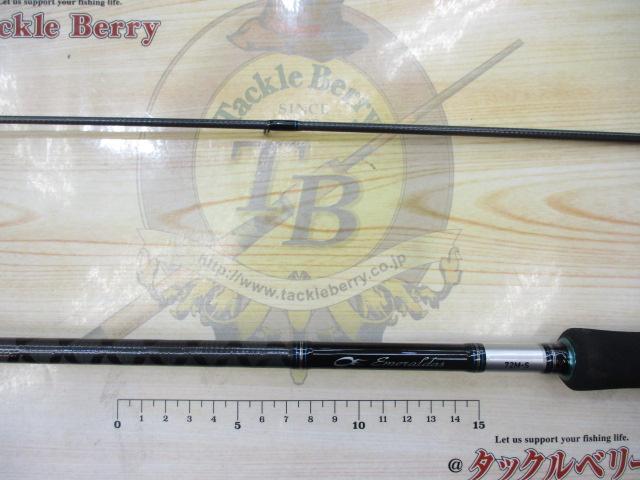 Let us support your fishing life.
ckle Berry
Tackle Berry
SINCE
TB
http://www.tackleberry.co.jp
Emeraldas
72M-S
0 1 2 3 4 5 6 7 8 9 10 11 12 13 14 15
Let us support your fishing life.
@タックルベリー